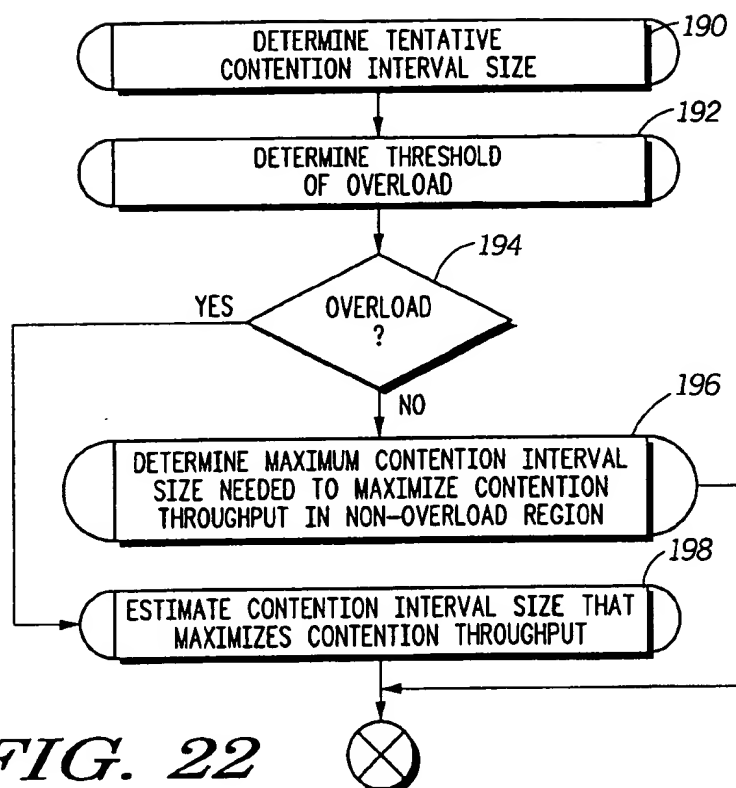 DETERMINE TENTATIVE
CONTENTION INTERVAL SIZE
190
DETERMINE THRESHOLD
OF OVERLOAD
192
OVERLOAD
?
194
YES
NO
DETERMINE MAXIMUM CONTENTION INTERVAL
SIZE NEEDED TO MAXIMIZE CONTENTION
THROUGHPUT IN NON-OVERLOAD REGION
196
ESTIMATE CONTENTION INTERVAL SIZE THAT
MAXIMIZES CONTENTION THROUGHPUT
198
FIG. 22